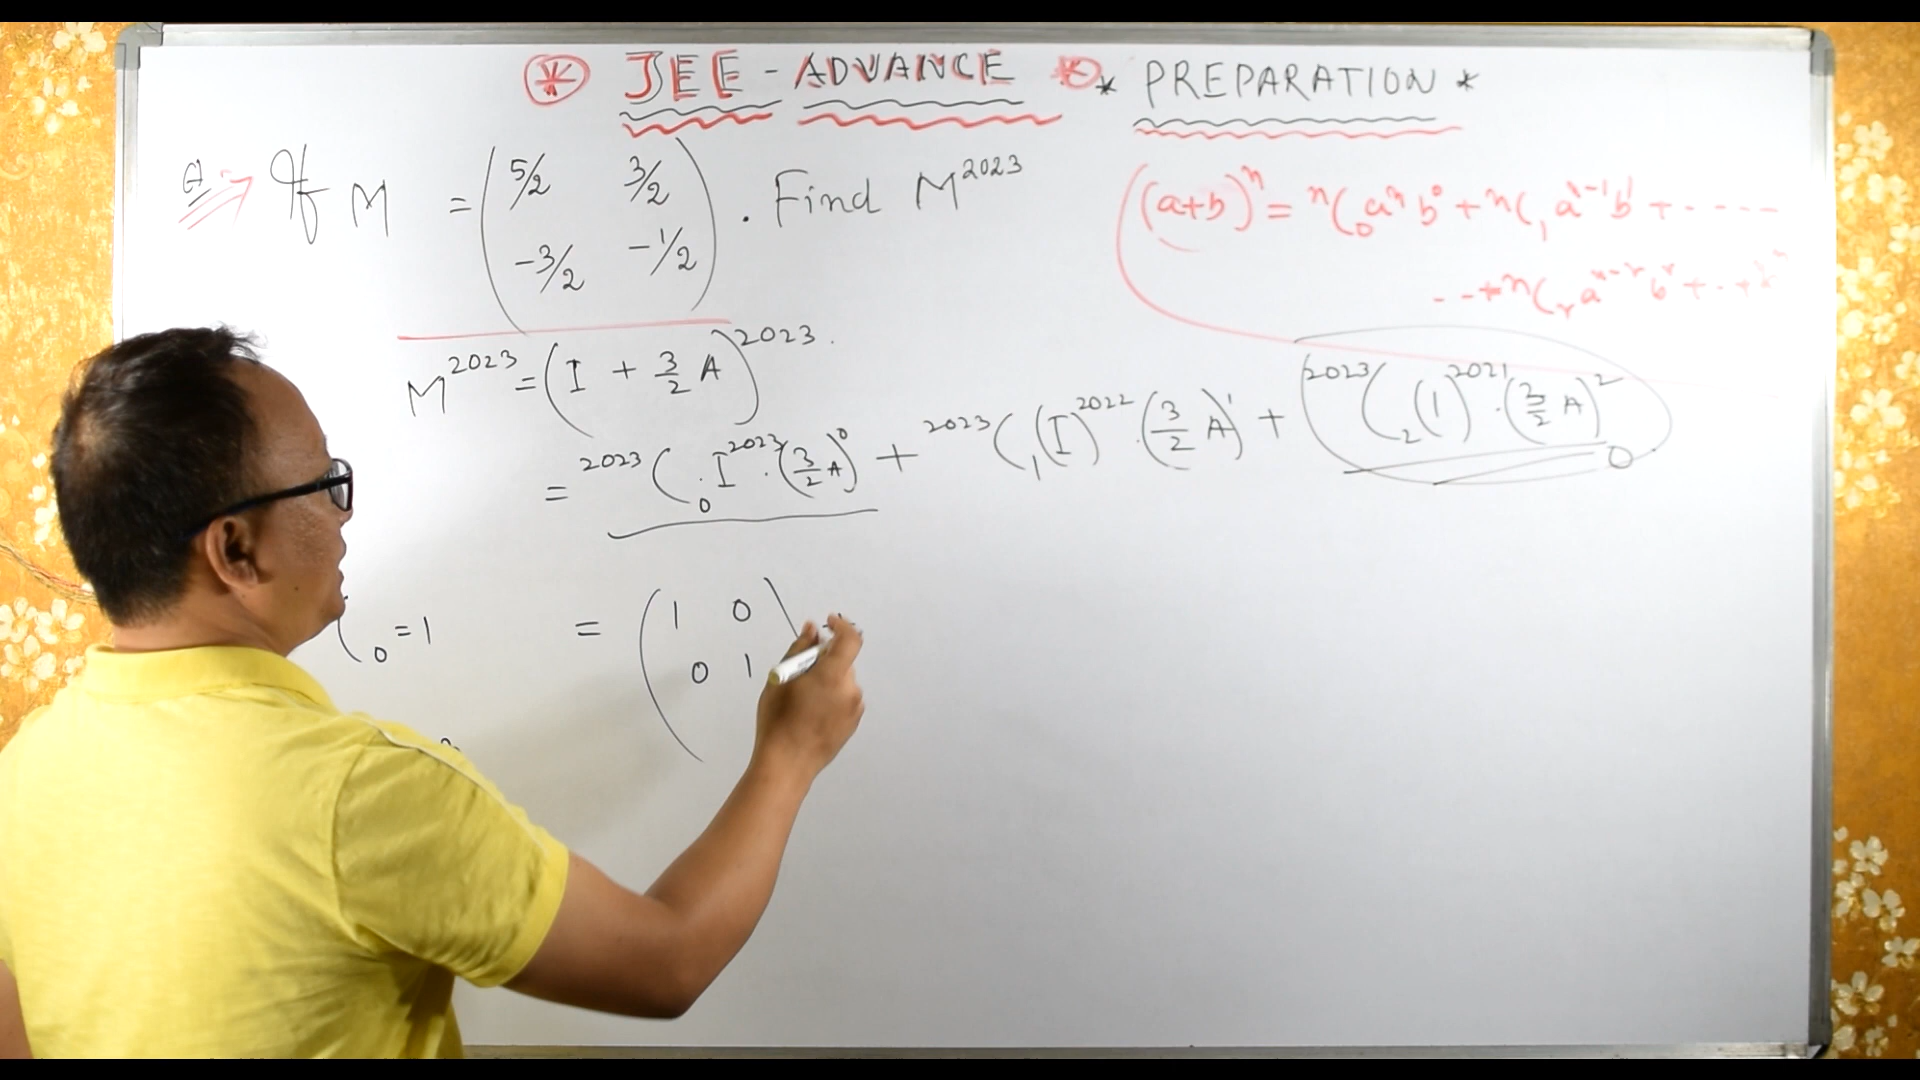 * JEE - ADVANCE * * PREPARATION *
Q → If M = (5/2 3/2 -3/2 -1/2) . Find M^2023
(a+b)^n = nC0 a^n b^0 + nC1 a^n-1 b^1 + .....
..+ nCr a^n-r b^r + ..+
M^2023 = (I + 3/2 A)^2023 .
= 2023C0 . I^2023 . (3/2 A)^0 + 2023C1 (I)^2022 . (3/2 A)^1 + 2023C2 (I)^2021 . (3/2 A)^2 0
C0 = 1
= (1 0 0 1)